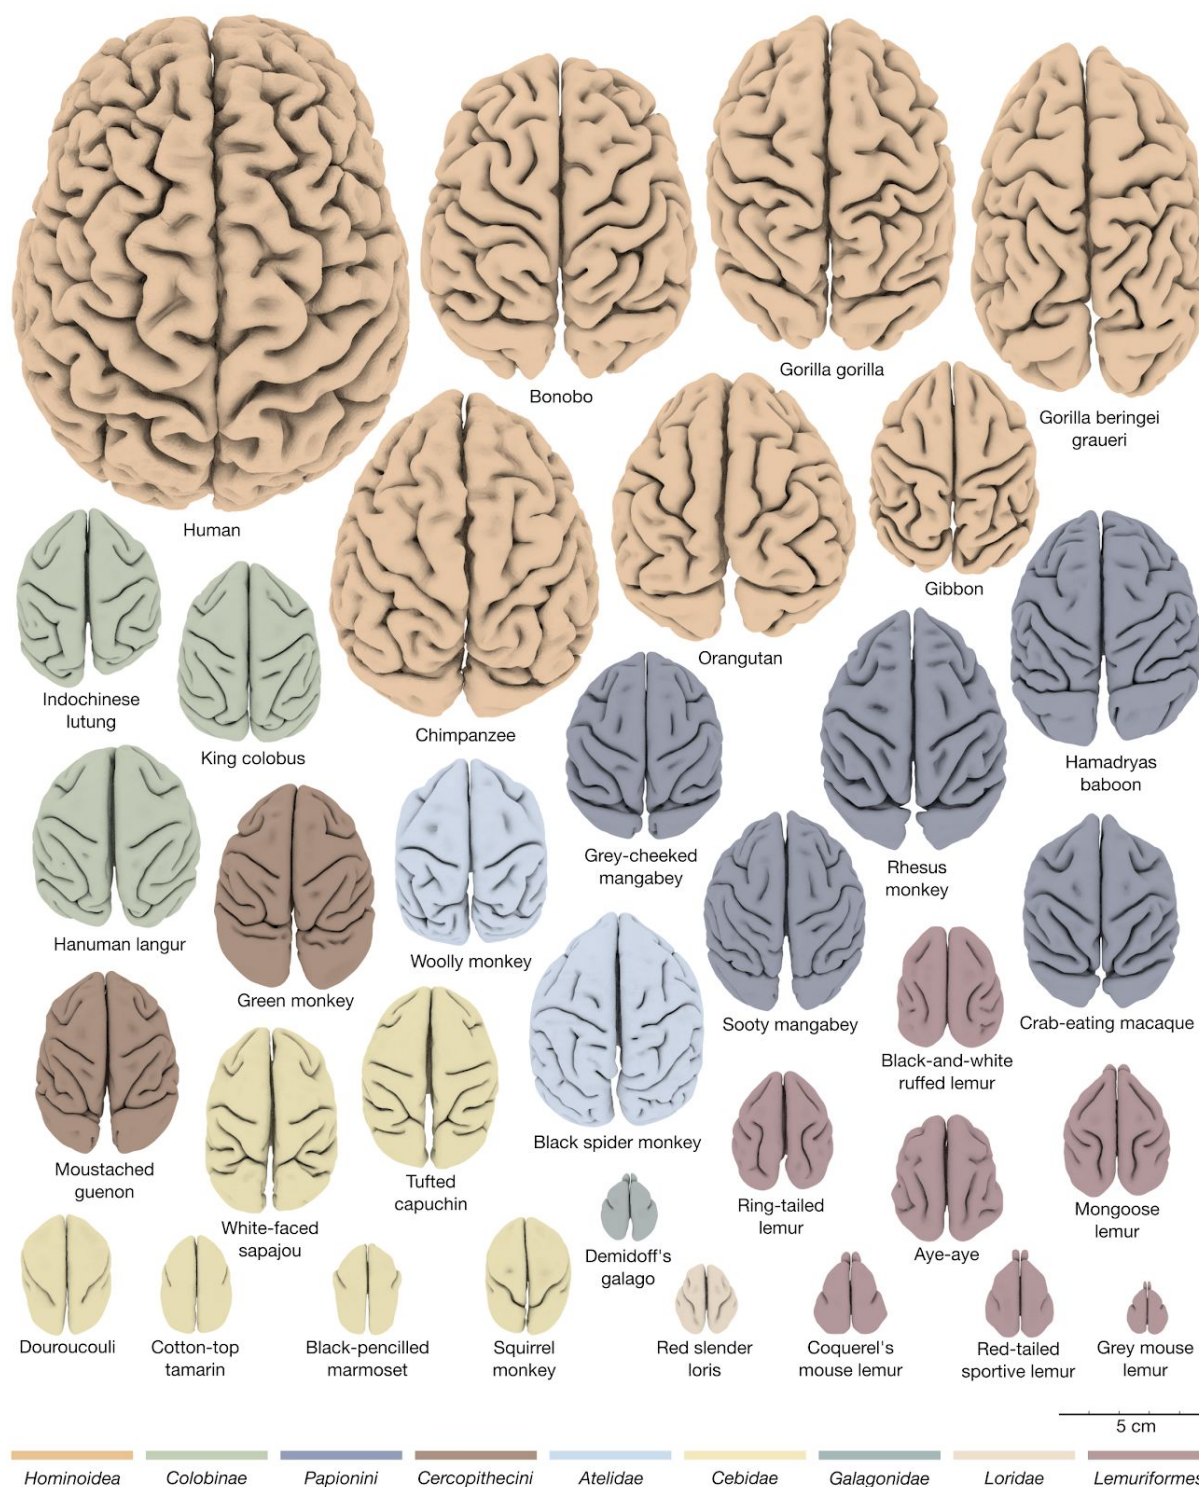 Human
Bonobo
Gorilla gorilla
Gorilla beringei
graueri
Chimpanzee
Orangutan
Gibbon
Indochinese
lutung
King colobus
Hamadryas
baboon
Grey-cheeked
mangabey
Rhesus
monkey
Hanuman langur
Green monkey
Woolly monkey
Sooty mangabey
Crab-eating macaque
Black-and-white
ruffed lemur
Moustached
guenon
White-faced
sapajou
Tufted
capuchin
Black spider monkey
Ring-tailed
lemur
Aye-aye
Mongoose
lemur
Demidoff's
galago
Douroucouli
Cotton-top
tamarin
Black-pencilled
marmoset
Squirrel
monkey
Red slender
loris
Coquerel's
mouse lemur
Red-tailed
sportive lemur
Grey mouse
lemur
5 cm
Hominoidea
Colobinae
Papionini
Cercopithecini
Atelidae
Cebidae
Galagonidae
Loridae
Lemuriformes